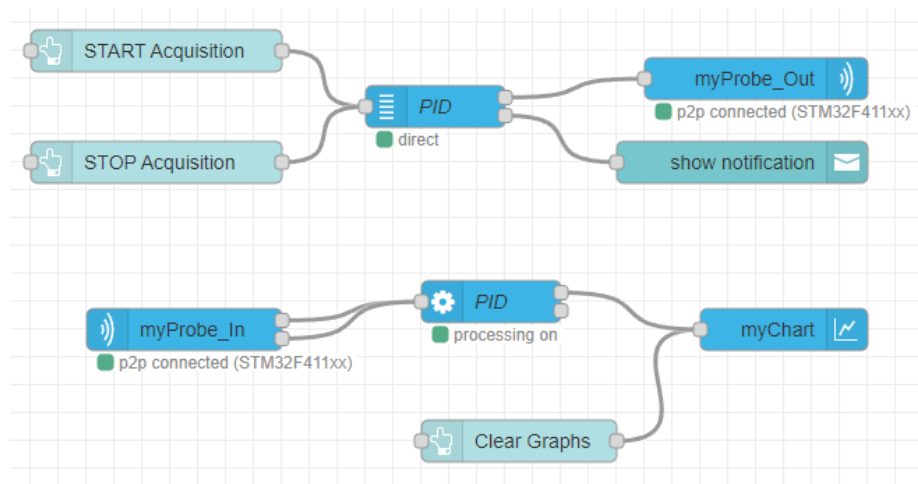 START Acquisition
PID
direct
myProbe_Out
p2p connected (STM32F411xx)
STOP Acquisition
show notification
myProbe_In
p2p connected (STM32F411xx)
PID
processing on
myChart
Clear Graphs